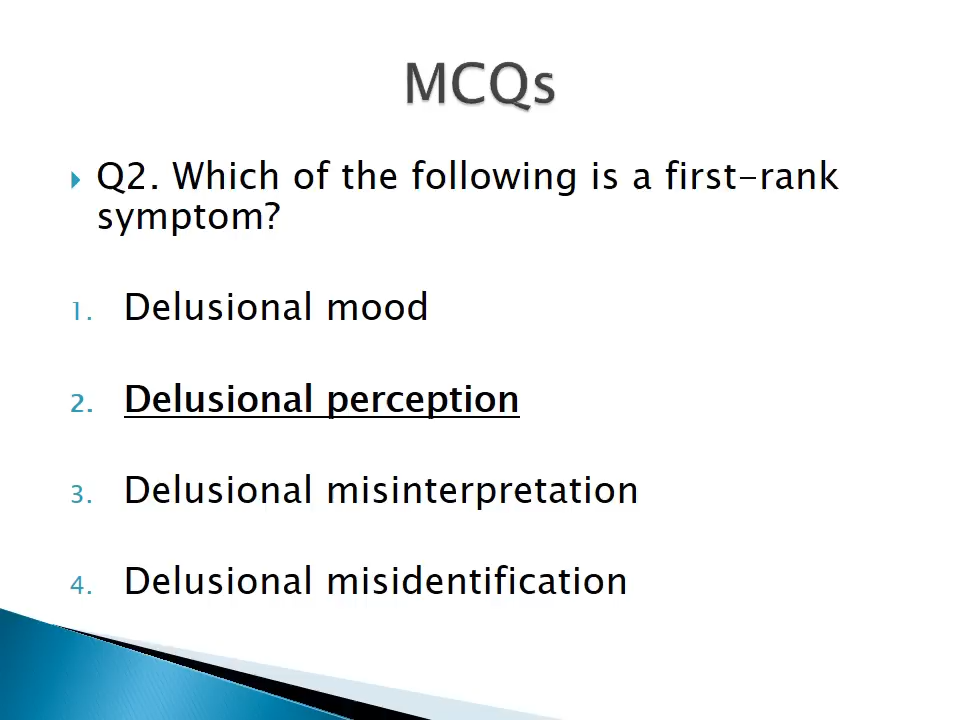 MCQs
Q2. Which of the following is a first-rank
symptom?
1. Delusional mood
2. Delusional perception
3. Delusional misinterpretation
4. Delusional misidentification